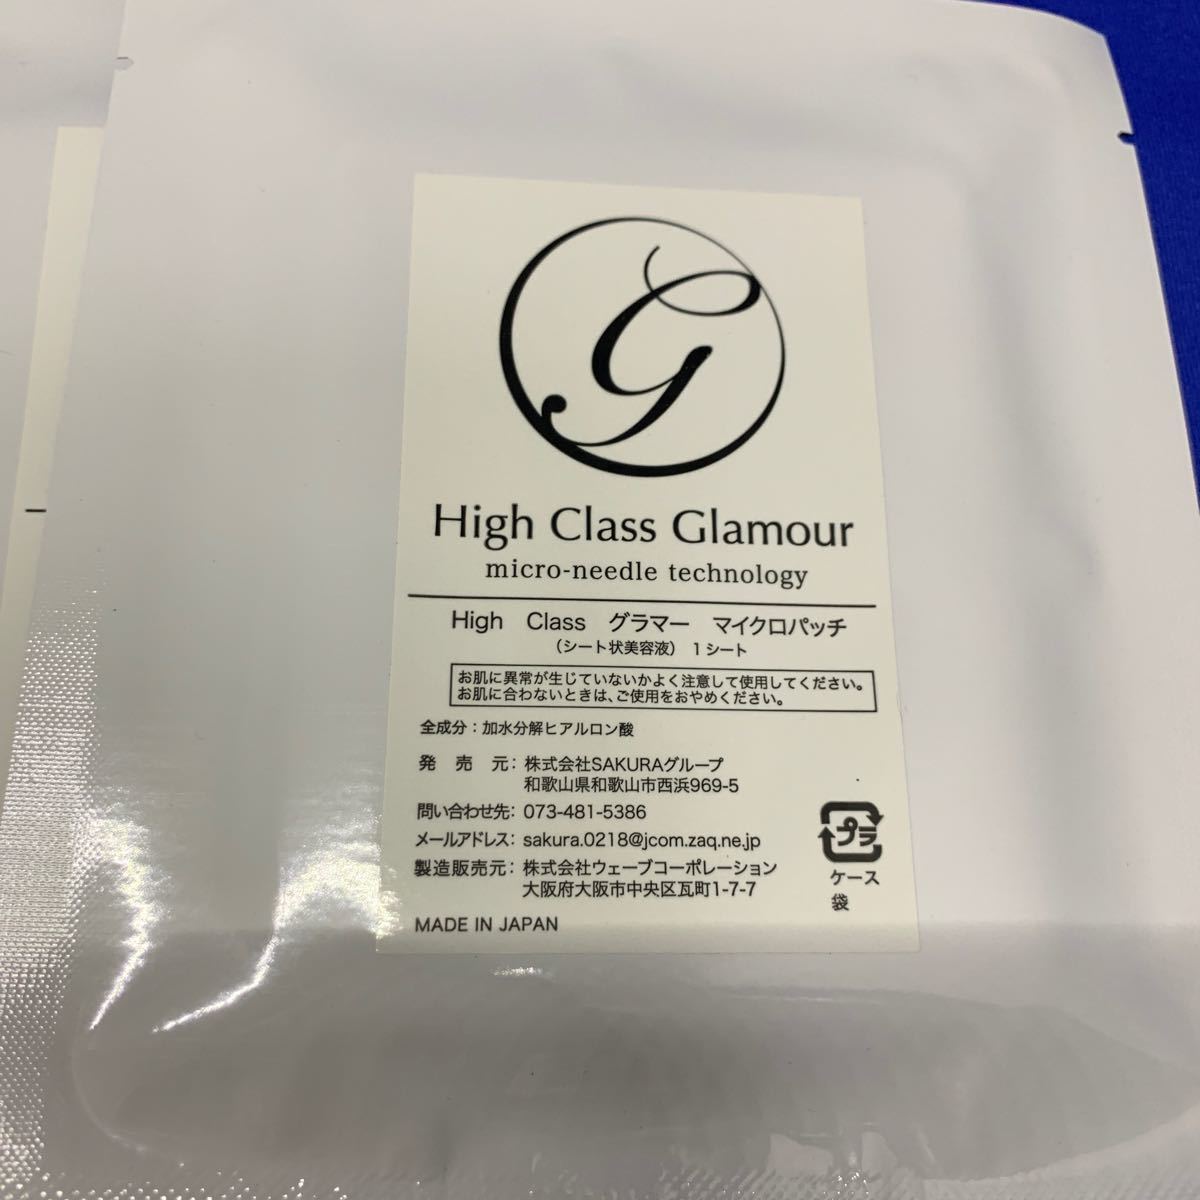 G
High Class Glamour
micro-needle technology
High Class グラマー マイクロパッチ
（シート状美容液） 1シート
お肌に異常が生じていないかよく注意して使用してください。
お肌に合わないときは、ご使用をおやめください。
全成分：加水分解ヒアルロン酸
発売元：株式会社SAKURAグループ
和歌山県和歌山市西浜969-5
問い合わせ先：073-481-5386
メールアドレス：sakura.0218@jcom.zaq.ne.jp
製造販売元：株式会社ウェーブコーポレーション
大阪府大阪市中央区瓦町1-7-7
MADE IN JAPAN
プラ
ケース
袋